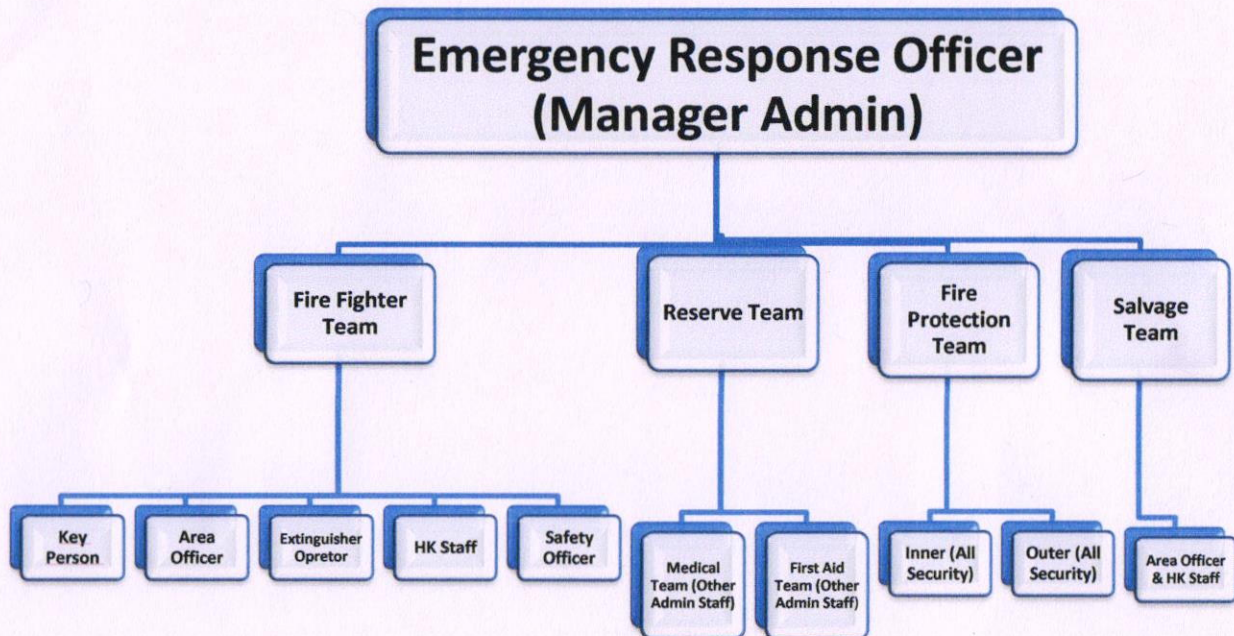 Emergency Response Officer
(Manager Admin)
Fire Fighter
Team
Reserve Team
Fire
Protection
Team
Salvage
Team
Key
Person
Area
Officer
Extinguisher
Opretor
HK Staff
Safety
Officer
Medical
Team (Other
Admin Staff)
First Aid
Team (Other
Admin Staff)
Inner (All
Security)
Outer (All
Security)
Area Officer
& HK Staff